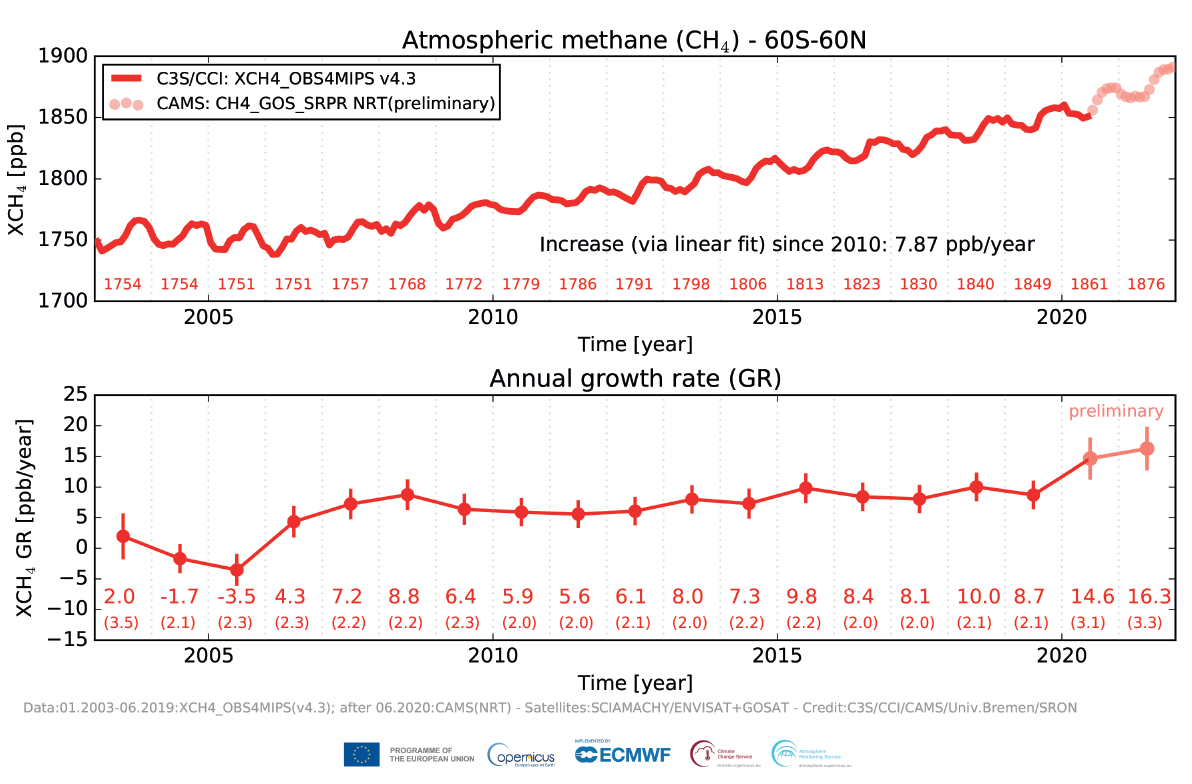 Atmospheric methane (CH₄) - 60S-60N
1900
1850
1800
1750
1700
XCH₄ [ppb]
C3S/CCI: XCH4_OBS4MIPS v4.3
CAMS: CH4_GOS_SRPR NRT(preliminary)
Increase (via linear fit) since 2010: 7.87 ppb/year
1754 1754 1751 1751 1757 1768 1772 1779 1786 1791 1798 1806 1813 1823 1830 1840 1849 1861 1876
2005 2010 2015 2020
Time [year]
Annual growth rate (GR)
25
20
15
10
5
0
−5
−10
−15
XCH₄ GR [ppb/year]
preliminary
2.0 -1.7 -3.5 4.3 7.2 8.8 6.4 5.9 5.6 6.1 8.0 7.3 9.8 8.4 8.1 10.0 8.7 14.6 16.3
(3.5) (2.1) (2.3) (2.3) (2.2) (2.2) (2.3) (2.0) (2.0) (2.1) (2.0) (2.2) (2.2) (2.0) (2.0) (2.1) (2.1) (3.1) (3.3)
2005 2010 2015 2020
Time [year]
Data:01.2003-06.2019:XCH4_OBS4MIPS(v4.3); after 06.2020:CAMS(NRT) - Satellites:SCIAMACHY/ENVISAT+GOSAT - Credit:C3S/CCI/CAMS/Univ.Bremen/SRON
PROGRAMME OF
THE EUROPEAN UNION
opernicus
Europe's eyes on Earth
IMPLEMENTED BY
ECMWF
Climate
Change Service
climate.copernicus.eu
Atmosphere
Monitoring Service
atmosphere.copernicus.eu